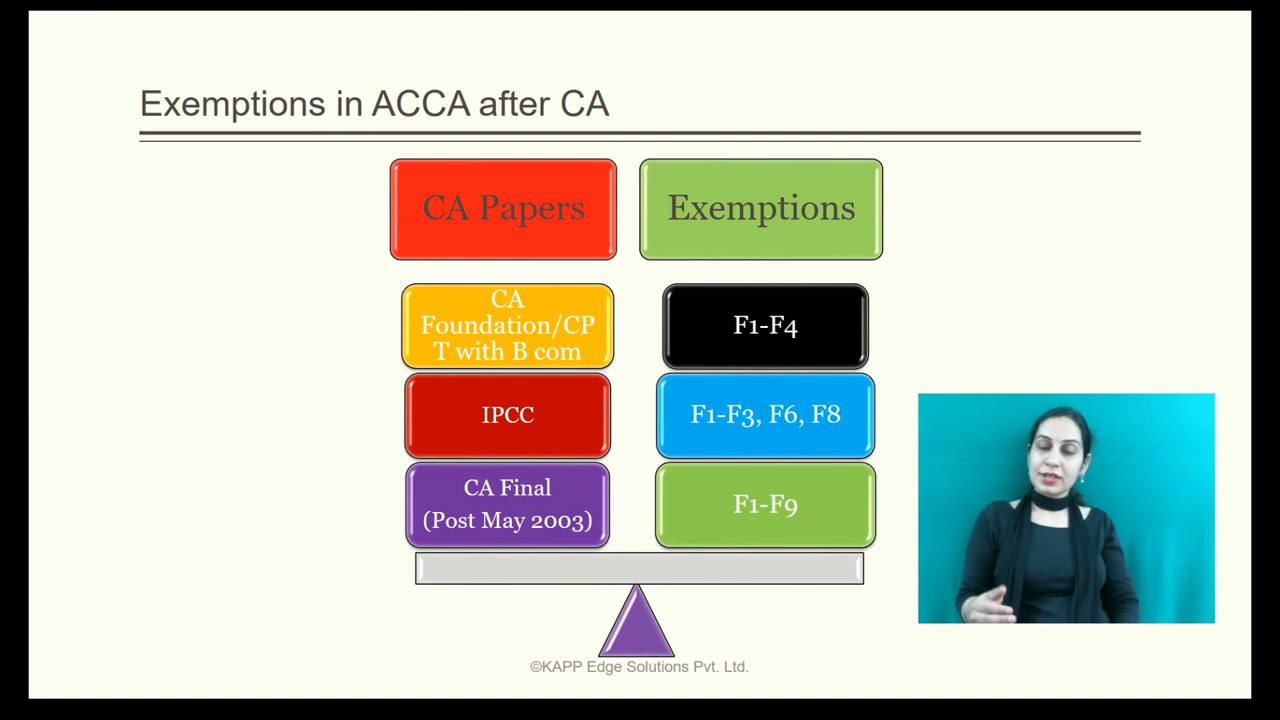 Exemptions in ACCA after CA
CA Papers
Exemptions
CA
Foundation/CP
T with B com
F1-F4
IPCC
F1-F3, F6, F8
CA Final
(Post May 2003)
F1-F9
©KAPP Edge Solutions Pvt. Ltd.